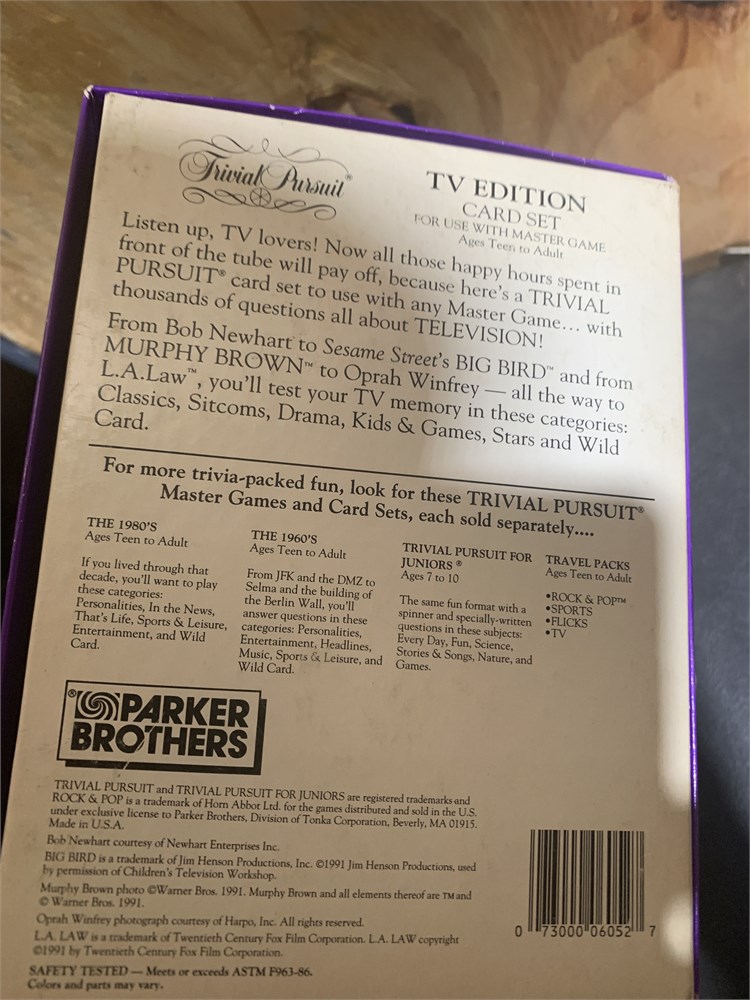 Trivial Pursuit®
TV EDITION
CARD SET
FOR USE WITH MASTER GAME
Ages Teen to Adult
Listen up, TV lovers! Now all those happy hours spent in
front of the tube will pay off, because here's a TRIVIAL
PURSUIT® card set to use with any Master Game... with
thousands of questions all about TELEVISION!
From Bob Newhart to Sesame Street's BIG BIRD™ and from
MURPHY BROWN™ to Oprah Winfrey — all the way to
L.A.Law™, you'll test your TV memory in these categories:
Classics, Sitcoms, Drama, Kids & Games, Stars and Wild
Card.
For more trivia-packed fun, look for these TRIVIAL PURSUIT®
Master Games and Card Sets, each sold separately....
THE 1980'S
Ages Teen to Adult
If you lived through that
decade, you'll want to play
these categories:
Personalities, In the News,
That's Life, Sports & Leisure,
Entertainment, and Wild
Card.
THE 1960'S
Ages Teen to Adult
From JFK and the DMZ to
Selma and the building of
the Berlin Wall, you'll
answer questions in these
categories: Personalities,
Entertainment, Headlines,
Music, Sports & Leisure, and
Wild Card.
TRIVIAL PURSUIT FOR
JUNIORS®
Ages 7 to 10
The same fun format with a
spinner and specially-written
questions in these subjects:
Every Day, Fun, Science,
Stories & Songs, Nature, and
Games.
TRAVEL PACKS
Ages Teen to Adult
•ROCK & POP™
•SPORTS
•FLICKS
•TV
®PARKER
BROTHERS
TRIVIAL PURSUIT and TRIVIAL PURSUIT FOR JUNIORS are registered trademarks and
ROCK & POP is a trademark of Horn Abbot Ltd. for the games distributed and sold in the U.S.
under exclusive license to Parker Brothers, Division of Tonka Corporation, Beverly, MA 01915.
Made in U.S.A.
Bob Newhart courtesy of Newhart Enterprises Inc.
BIG BIRD is a trademark of Jim Henson Productions, Inc. ©1991 Jim Henson Productions, used
by permission of Children's Television Workshop.
Murphy Brown photo ©Warner Bros. 1991. Murphy Brown and all elements thereof are TM and
© Warner Bros. 1991.
Oprah Winfrey photograph courtesy of Harpo, Inc. All rights reserved.
L.A. LAW is a trademark of Twentieth Century Fox Film Corporation. L.A. LAW copyright
©1991 by Twentieth Century Fox Film Corporation.
SAFETY TESTED — Meets or exceeds ASTM F963-86.
Colors and parts may vary.
0 73000 06052 7